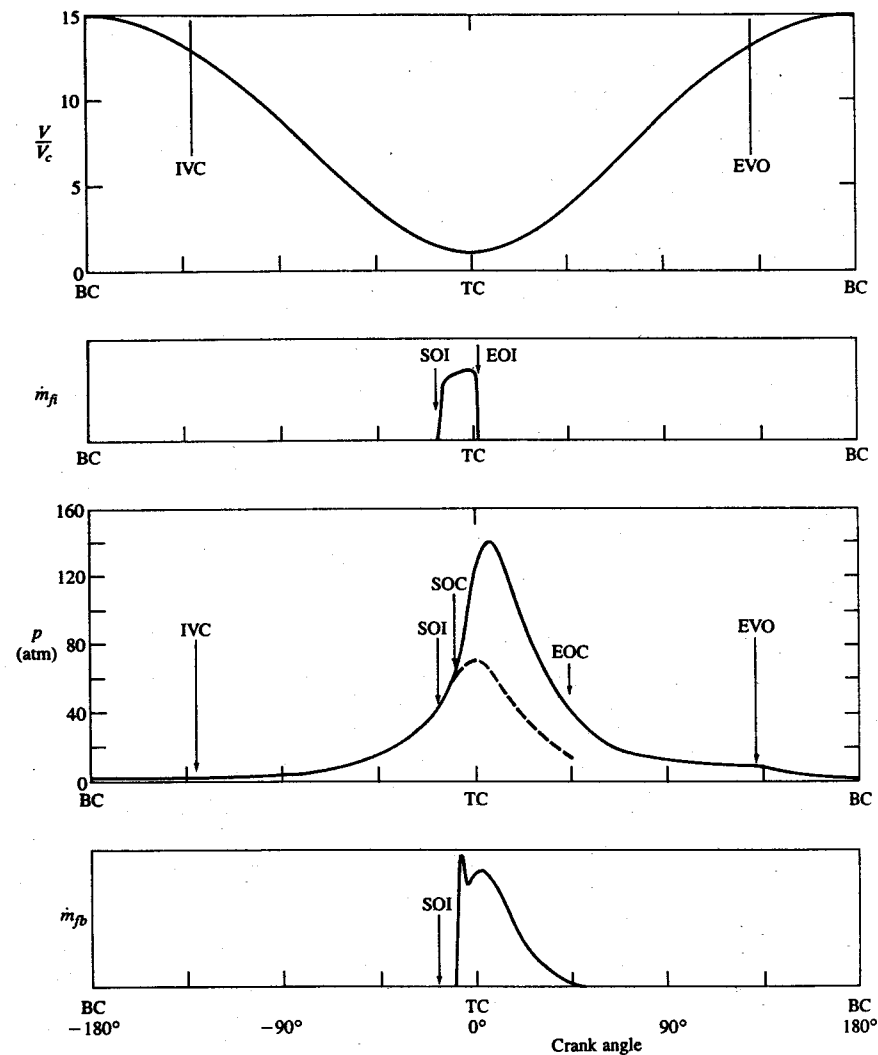 15
10
V
V_c
5
0
IVC
EVO
BC
TC
BC
SOI
EOI
ṁ_fi
BC
TC
BC
160
120
80
40
0
p
(atm)
IVC
SOI
SOC
EOC
EVO
BC
TC
BC
ṁ_fb
SOI
BC
TC
BC
−180°
−90°
0°
90°
180°
Crank angle